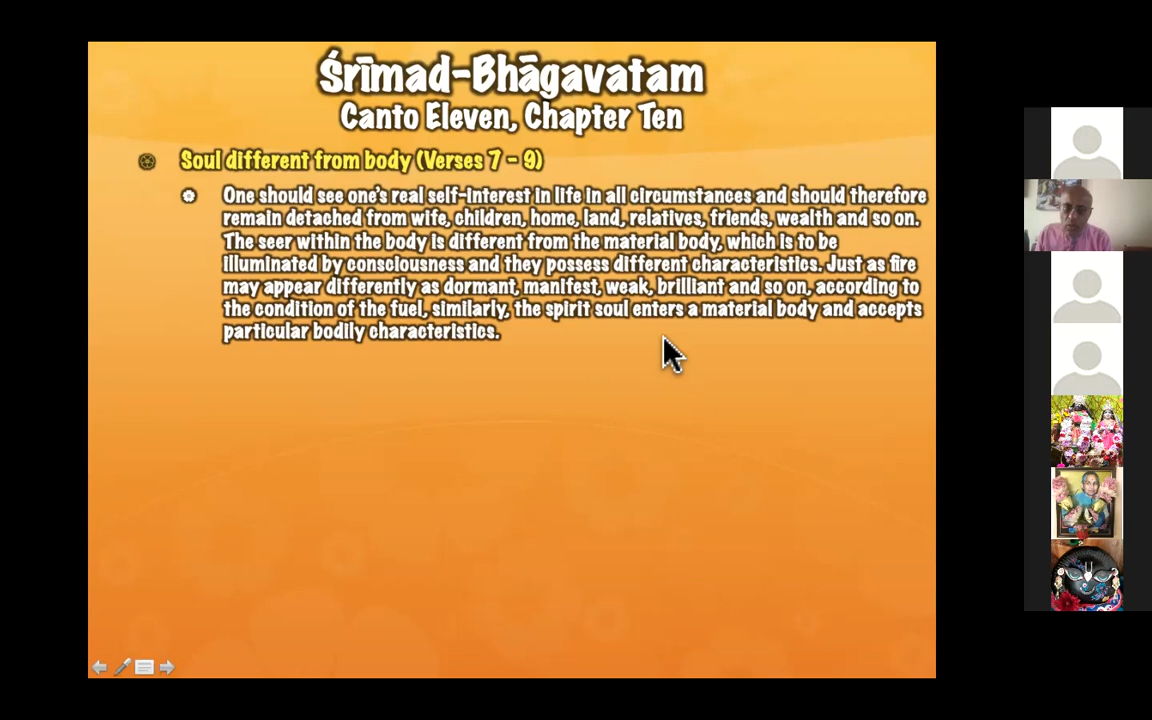 Śrīmad-Bhāgavatam
Canto Eleven, Chapter Ten
Soul different from body (Verses 7 – 9)
One should see one's real self-interest in life in all circumstances and should therefore
remain detached from wife, children, home, land, relatives, friends, wealth and so on.
The seer within the body is different from the material body, which is to be
illuminated by consciousness and they possess different characteristics. Just as fire
may appear differently as dormant, manifest, weak, brilliant and so on, according to
the condition of the fuel, similarly, the spirit soul enters a material body and accepts
particular bodily characteristics.